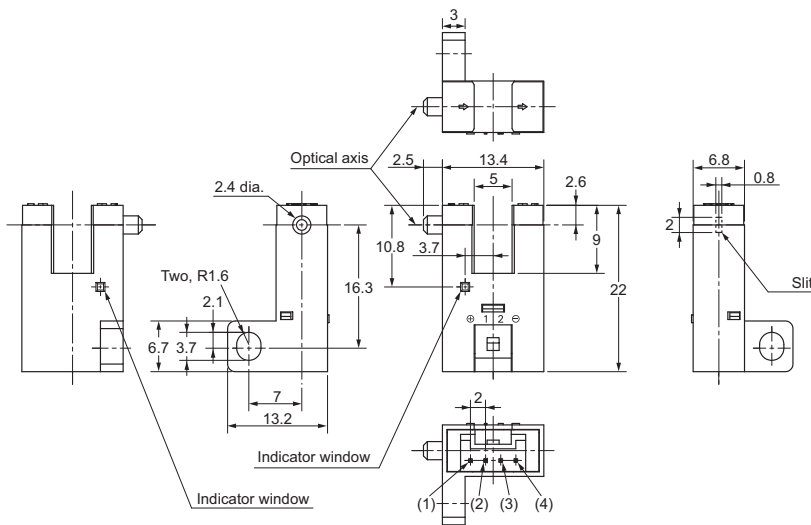 3
Optical axis
2.5
13.4
5
2.6
6.8
0.8
2.4 dia.
10.8
3.7
9
2
Two, R1.6
16.3
22
Slit
2.1
6.7
3.7
⊕ 1 2 ⊖
7
13.2
2
Indicator window
Indicator window
(1) (2) (3) (4)